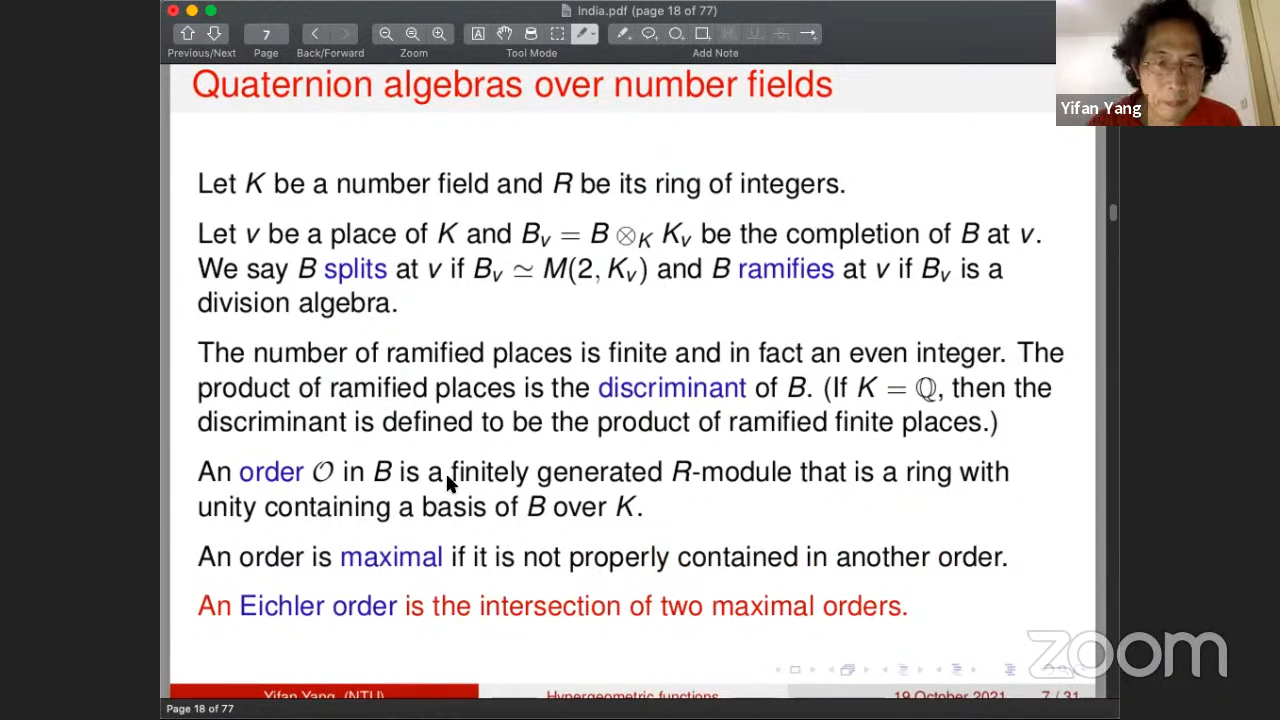 India.pdf (page 18 of 77)
7
Previous/Next Page Back/Forward Zoom Tool Mode Add Note
Quaternion algebras over number fields
Yifan Yang
Let K be a number field and R be its ring of integers.
Let v be a place of K and B_v = B ⊗_K K_v be the completion of B at v.
We say B splits at v if B_v ≃ M(2, K_v) and B ramifies at v if B_v is a
division algebra.
The number of ramified places is finite and in fact an even integer. The
product of ramified places is the discriminant of B. (If K = ℚ, then the
discriminant is defined to be the product of ramified finite places.)
An order 𝒪 in B is a finitely generated R-module that is a ring with
unity containing a basis of B over K.
An order is maximal if it is not properly contained in another order.
An Eichler order is the intersection of two maximal orders.
zoom
Yifan Yang (NTU) Hypergeometric functions 19 October 2021 7 / 31
Page 18 of 77